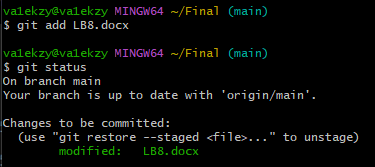 va1ekzy@va1ekzy MINGW64 ~/Final (main)
$ git add LB8.docx
va1ekzy@va1ekzy MINGW64 ~/Final (main)
$ git status
On branch main
Your branch is up to date with 'origin/main'.
Changes to be committed:
  (use "git restore --staged <file>..." to unstage)
        modified:   LB8.docx